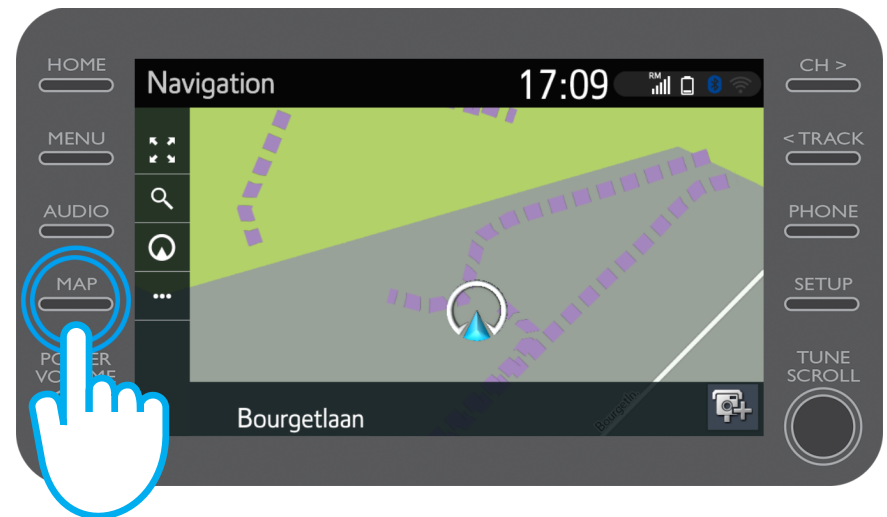 HOME
MENU
AUDIO
MAP
Navigation
17:09
RM
Bourgetlaan
CH >
< TRACK
PHONE
SETUP
TUNE
SCROLL